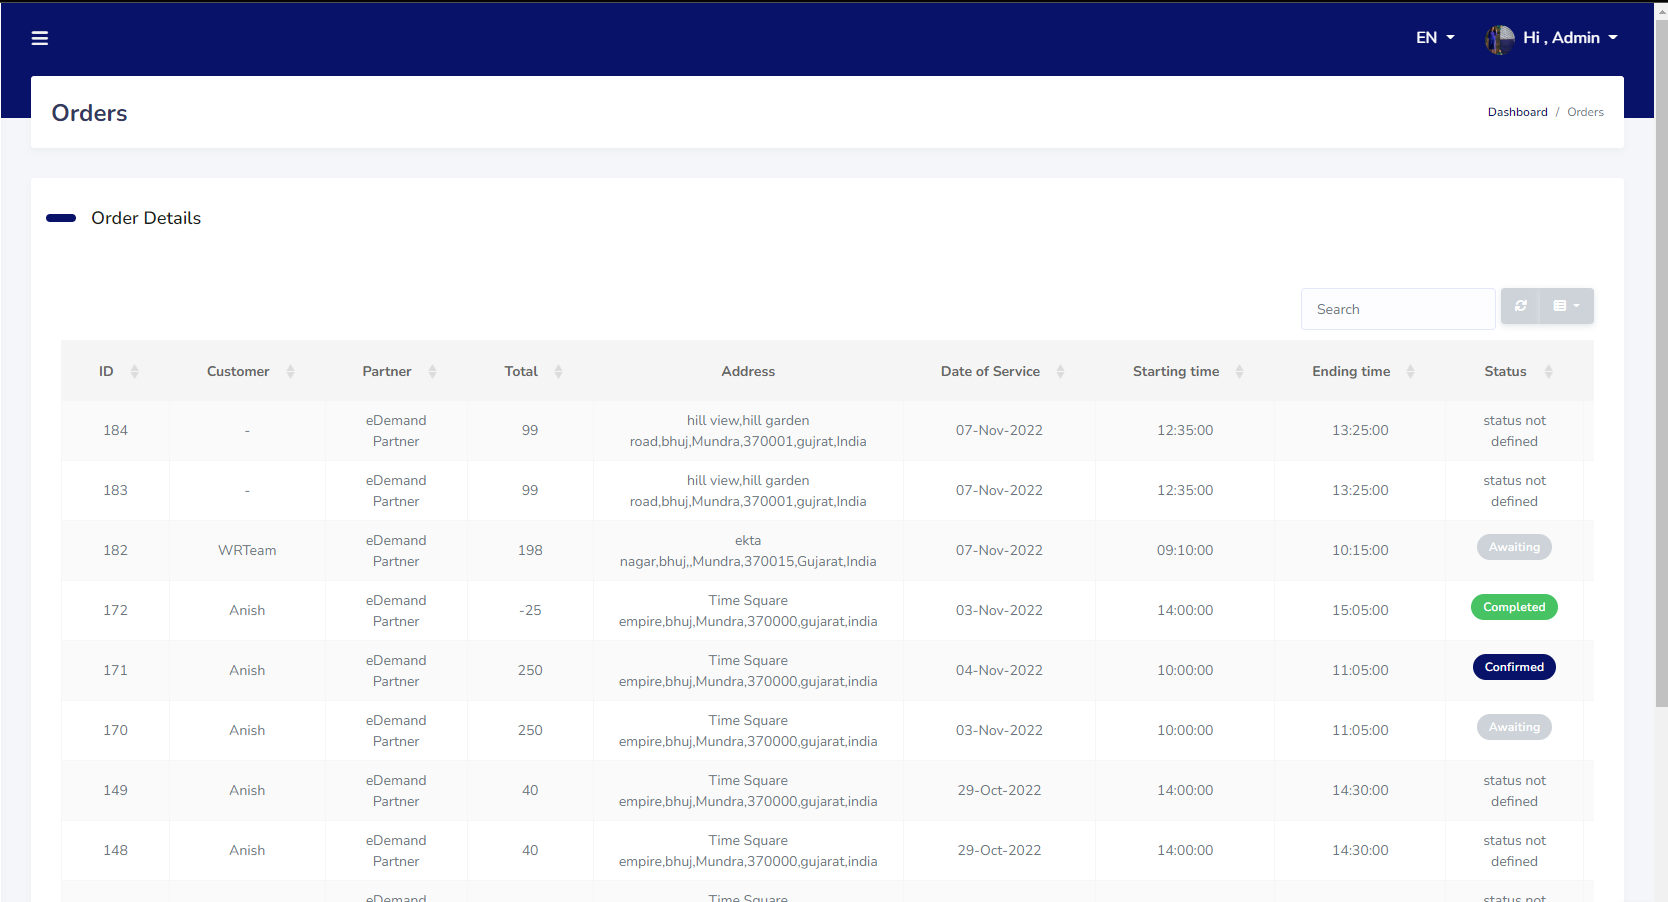 EN
Hi , Admin
Orders
Dashboard / Orders
Order Details
Search
ID Customer Partner Total Address Date of Service Starting time Ending time Status
184 - eDemand Partner 99 hill view,hill garden road,bhuj,Mundra,370001,gujrat,India 07-Nov-2022 12:35:00 13:25:00 status not defined
183 - eDemand Partner 99 hill view,hill garden road,bhuj,Mundra,370001,gujrat,India 07-Nov-2022 12:35:00 13:25:00 status not defined
182 WRTeam eDemand Partner 198 ekta nagar,bhuj,,Mundra,370015,Gujarat,India 07-Nov-2022 09:10:00 10:15:00 Awaiting
172 Anish eDemand Partner -25 Time Square empire,bhuj,Mundra,370000,gujarat,india 03-Nov-2022 14:00:00 15:05:00 Completed
171 Anish eDemand Partner 250 Time Square empire,bhuj,Mundra,370000,gujarat,india 04-Nov-2022 10:00:00 11:05:00 Confirmed
170 Anish eDemand Partner 250 Time Square empire,bhuj,Mundra,370000,gujarat,india 03-Nov-2022 10:00:00 11:05:00 Awaiting
149 Anish eDemand Partner 40 Time Square empire,bhuj,Mundra,370000,gujarat,india 29-Oct-2022 14:00:00 14:30:00 status not defined
148 Anish eDemand Partner 40 Time Square empire,bhuj,Mundra,370000,gujarat,india 29-Oct-2022 14:00:00 14:30:00 status not defined
eDemand Time Square status not